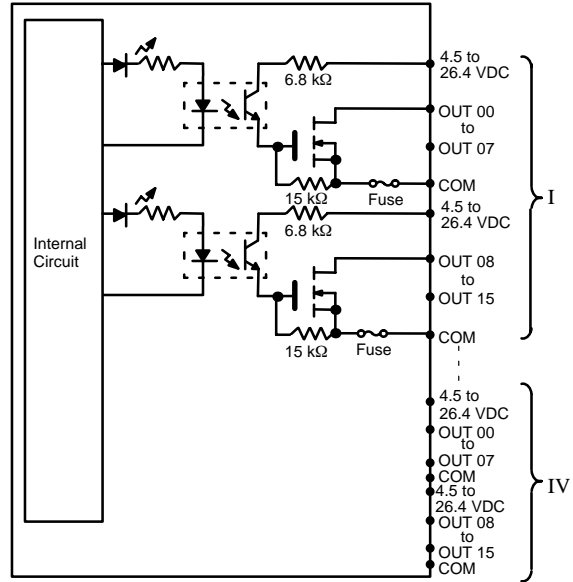 4.5 to
26.4 VDC
6.8 kΩ
OUT 00
to
OUT 07
COM
15 kΩ
Fuse
I
4.5 to
26.4 VDC
6.8 kΩ
Internal
Circuit
OUT 08
to
OUT 15
COM
15 kΩ
Fuse
4.5 to
26.4 VDC
OUT 00
to
OUT 07
COM
IV
4.5 to
26.4 VDC
OUT 08
to
OUT 15
COM